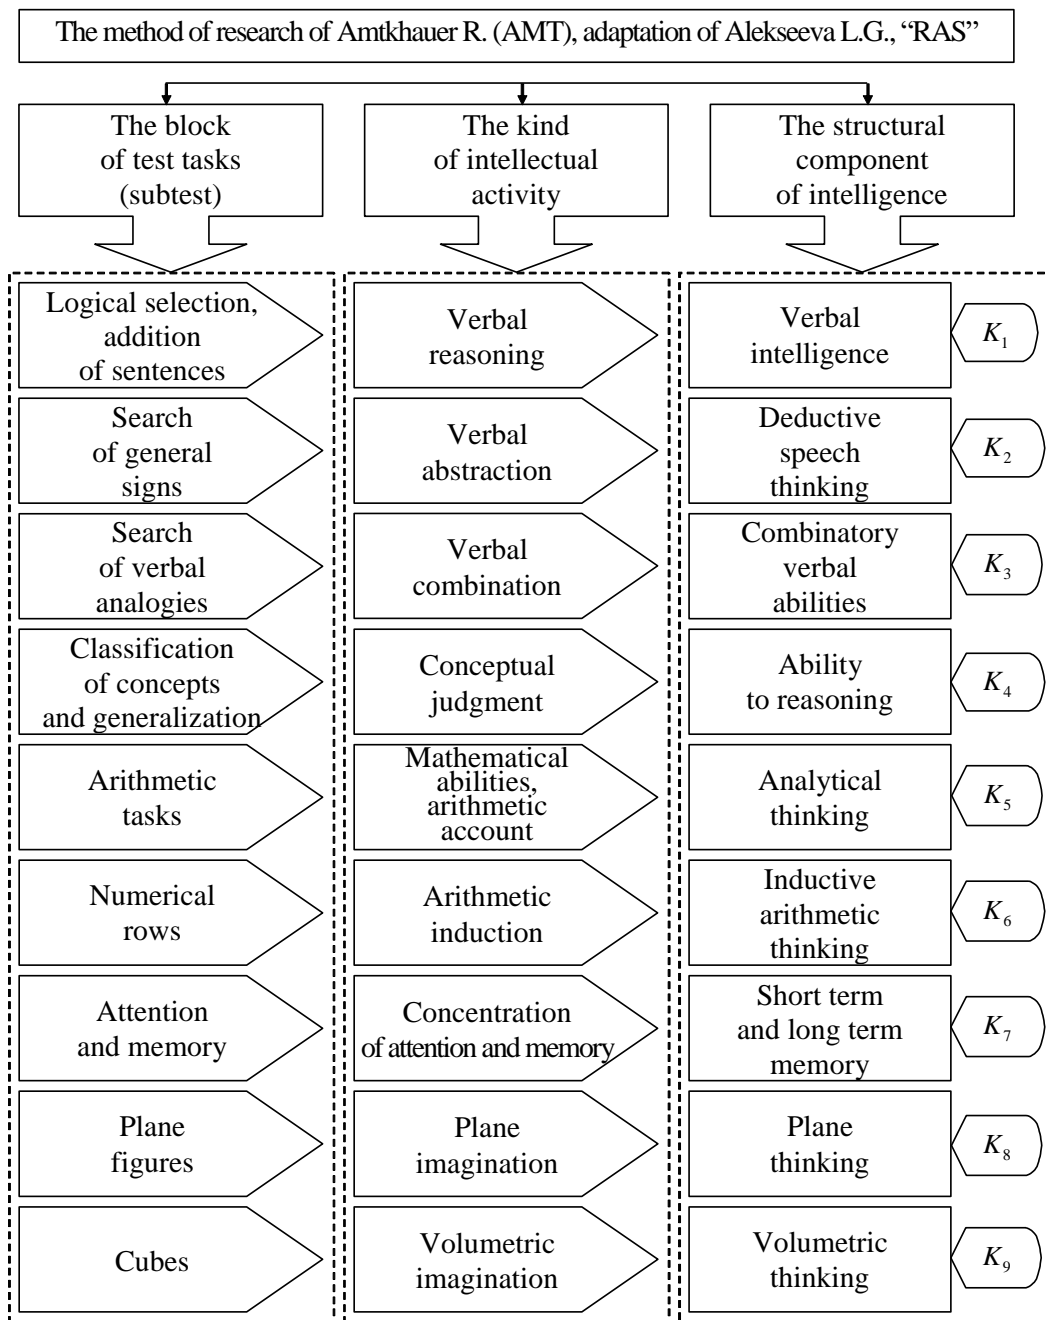 The method of research of Amtkhauer R. (AMT), adaptation of Alekseeva L.G., “RAS”
The block
of test tasks
(subtest)
The kind
of intellectual
activity
The structural
component
of intelligence
Logical selection,
addition
of sentences
Verbal
reasoning
Verbal
intelligence
K1
Search
of general
signs
Verbal
abstraction
Deductive
speech
thinking
K2
Search
of verbal
analogies
Verbal
combination
Combinatory
verbal
abilities
K3
Classification
of concepts
and generalization
Conceptual
judgment
Ability
to reasoning
K4
Arithmetic
tasks
Mathematical
abilities,
arithmetic
account
Analytical
thinking
K5
Numerical
rows
Arithmetic
induction
Inductive
arithmetic
thinking
K6
Attention
and memory
Concentration
of attention and memory
Short term
and long term
memory
K7
Plane
figures
Plane
imagination
Plane
thinking
K8
Cubes
Volumetric
imagination
Volumetric
thinking
K9